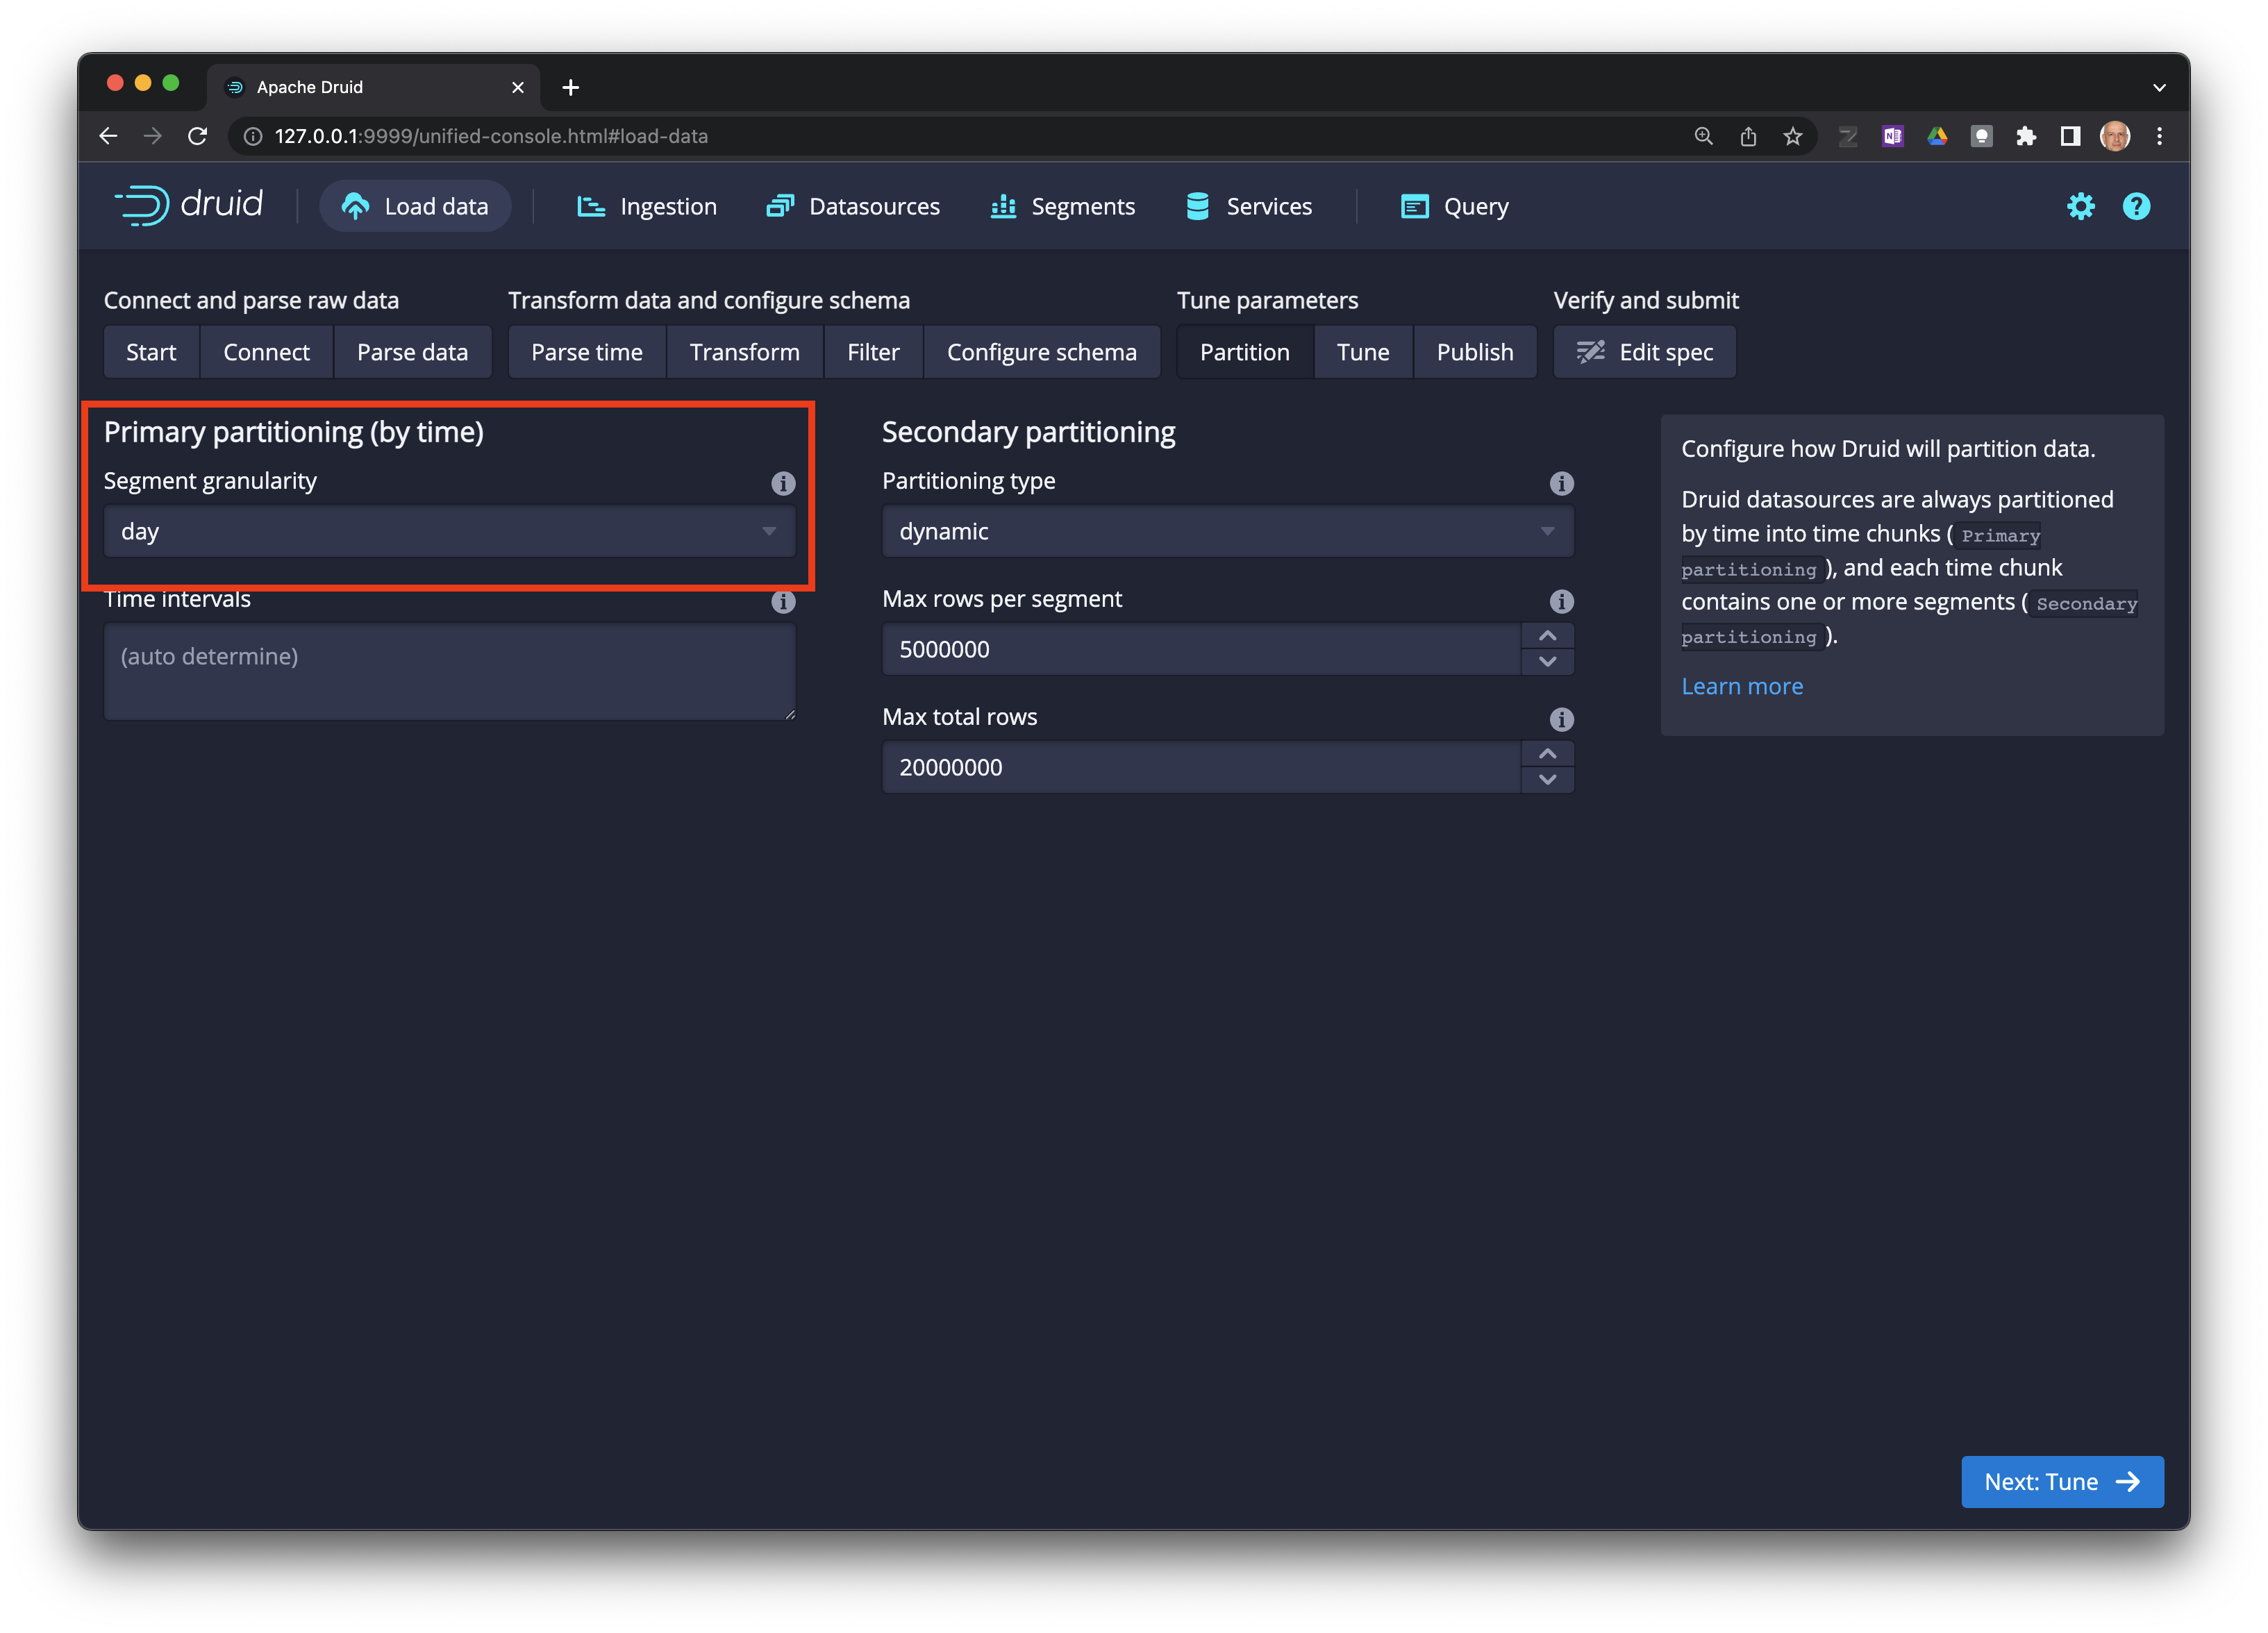 Apache Druid
127.0.0.1:9999/unified-console.html#load-data
druid
Load data
Ingestion
Datasources
Segments
Services
Query
Connect and parse raw data
Transform data and configure schema
Tune parameters
Verify and submit
Start
Connect
Parse data
Parse time
Transform
Filter
Configure schema
Partition
Tune
Publish
Edit spec
Primary partitioning (by time)
Segment granularity
day
Time intervals
(auto determine)
Secondary partitioning
Partitioning type
dynamic
Max rows per segment
5000000
Max total rows
20000000
Configure how Druid will partition data.
Druid datasources are always partitioned
by time into time chunks ( Primary
partitioning ), and each time chunk
contains one or more segments ( Secondary
partitioning ).
Learn more
Next: Tune